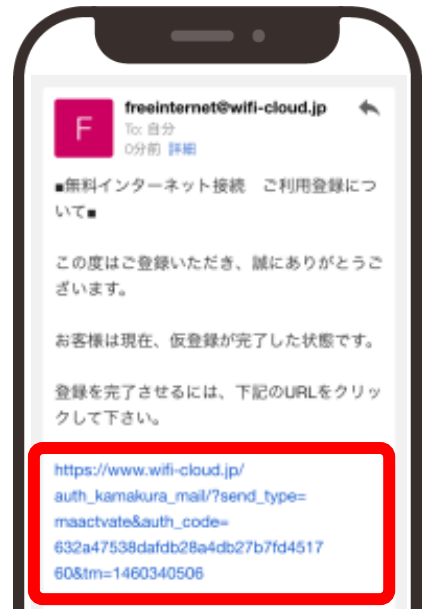 F
freeinternet@wifi-cloud.jp
To: 自分
0分前 詳細
■無料インターネット接続　ご利用登録につ
いて■
この度はご登録いただき、誠にありがとうご
ざいます。
お客様は現在、仮登録が完了した状態です。
登録を完了させるには、下記のURLをクリッ
クして下さい。
https://www.wifi-cloud.jp/
auth_kamakura_mail/?send_type=
maactvate&auth_code=
632a47538dafdb28a4db27b7fd4517
60&tm=1460340506